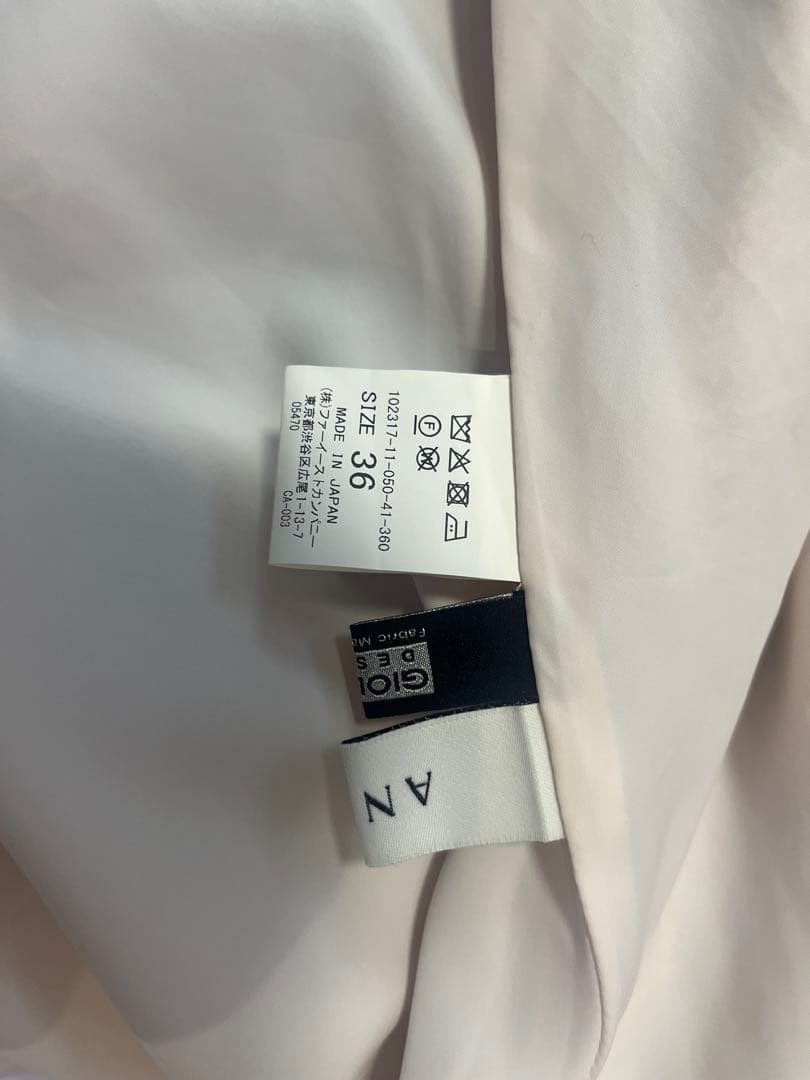 102317-11-050-41-360
SIZE 36
MADE IN JAPAN
(株)ファーイーストカンパニー
東京都渋谷区広尾1-13-7
05470 CA-003
F
W
Fabric Ma
DES
GIO
AN